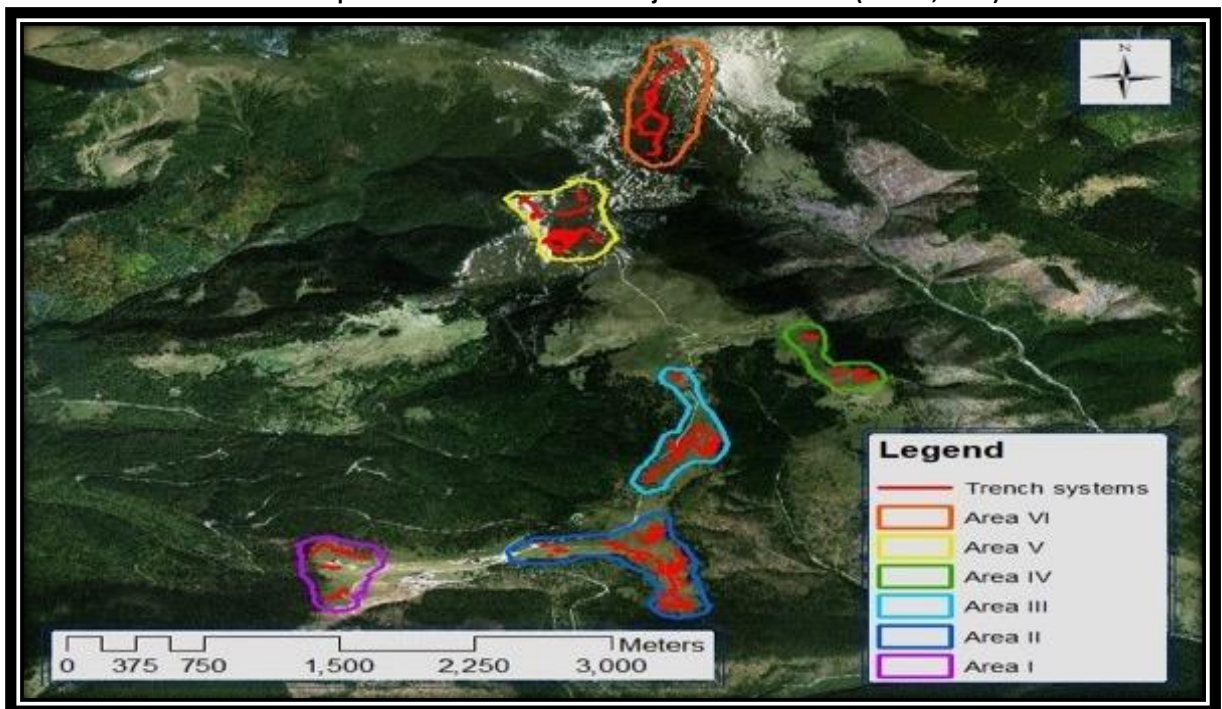 N
Legend
Trench systems
Area VI
Area V
Area IV
Area III
Area II
Area I
Meters
0 375 750 1,500 2,250 3,000